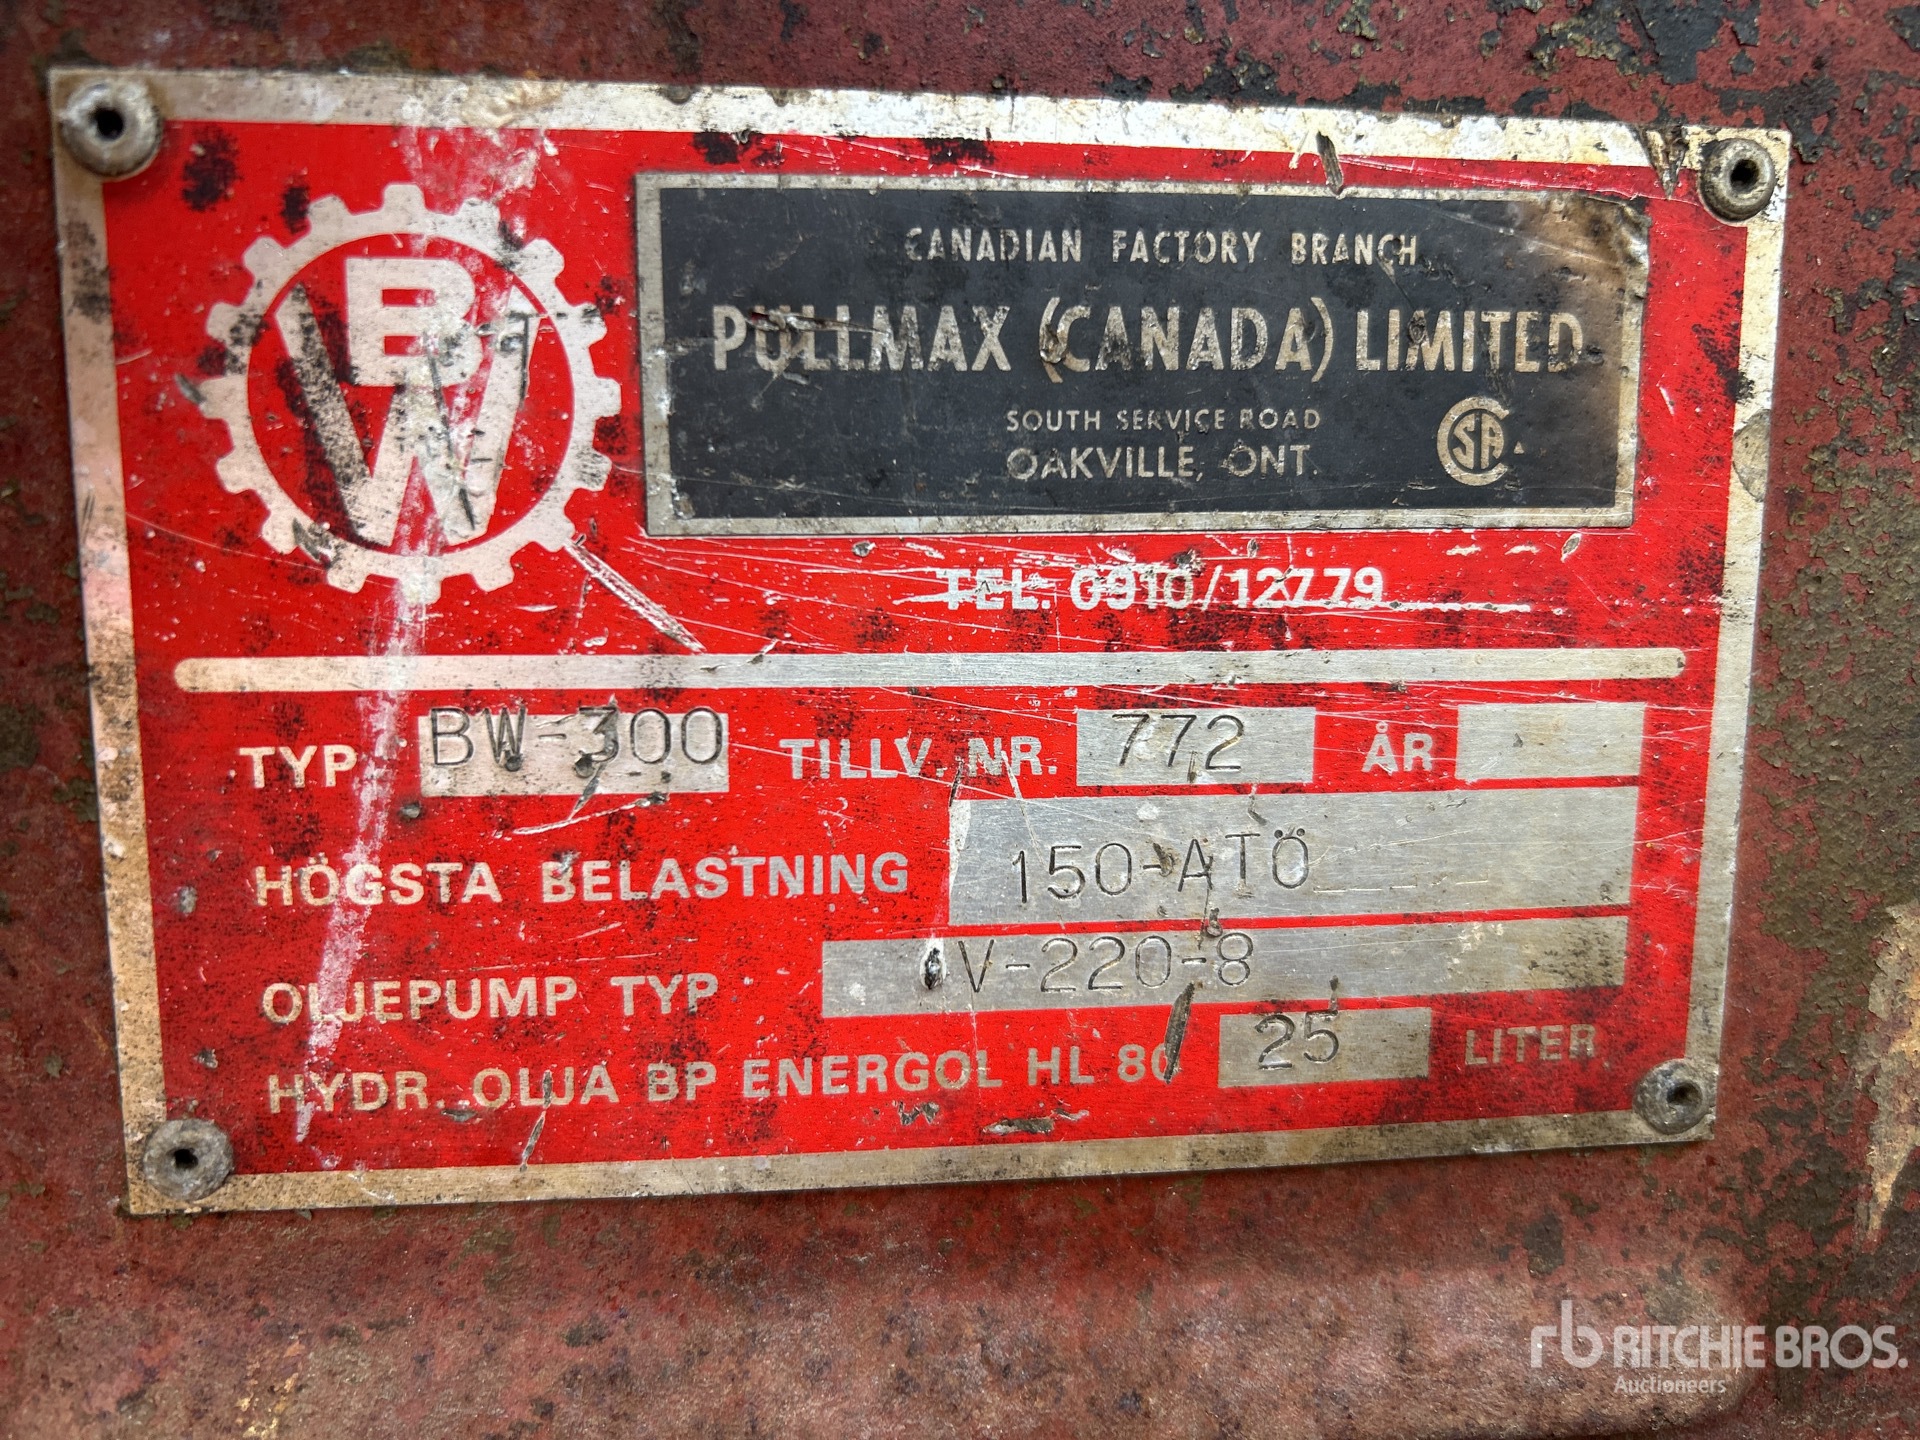 BW
CANADIAN FACTORY BRANCH
PULLMAX (CANADA) LIMITED
SOUTH SERVICE ROAD
OAKVILLE, ONT.
CSA
TEL. 0910/12779
TYP BW-300 TILLV. NR. 772 ÅR
HÖGSTA BELASTNING 150-ATÖ
OLJEPUMP TYP V-220-8
HYDR. OLJA BP ENERGOL HL 80 25 LITER
rb RITCHIE BROS.
Auctioneers